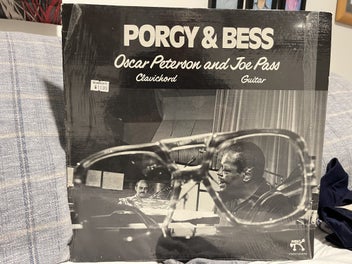 PORGY & BESS
Oscar Peterson and Joe Pass
Clavichord Guitar